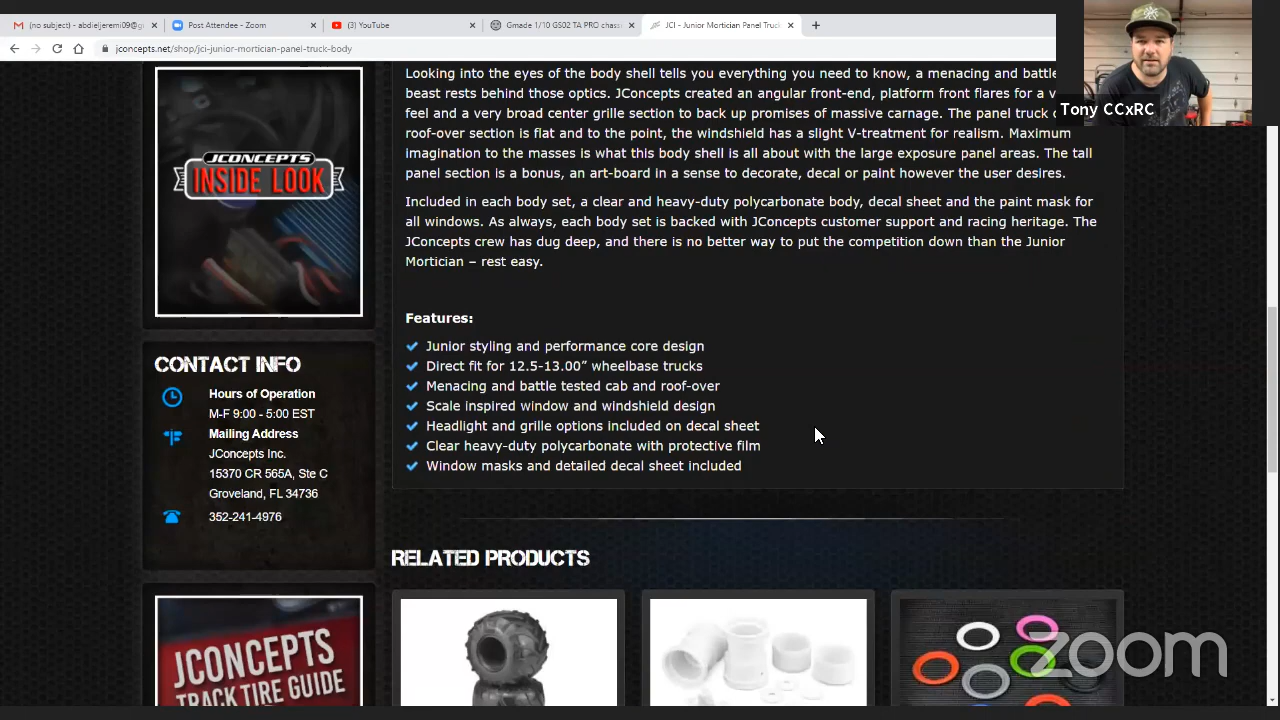 (no subject) - abdieljeremi09@gi
Post Attendee - Zoom
(3) YouTube
Gmade 1/10 GS02 TA PRO chass
JCI - Junior Mortician Panel Truck
jconcepts.net/shop/jci-junior-mortician-panel-truck-body
Tony CCxRC
Looking into the eyes of the body shell tells you everything you need to know, a menacing and battle
beast rests behind those optics. JConcepts created an angular front-end, platform front flares for a
feel and a very broad center grille section to back up promises of massive carnage. The panel truck
roof-over section is flat and to the point, the windshield has a slight V-treatment for realism. Maximum
imagination to the masses is what this body shell is all about with the large exposure panel areas. The tall
panel section is a bonus, an art-board in a sense to decorate, decal or paint however the user desires.
Included in each body set, a clear and heavy-duty polycarbonate body, decal sheet and the paint mask for
all windows. As always, each body set is backed with JConcepts customer support and racing heritage. The
JConcepts crew has dug deep, and there is no better way to put the competition down than the Junior
Mortician – rest easy.
Features:
Junior styling and performance core design
Direct fit for 12.5-13.00” wheelbase trucks
Menacing and battle tested cab and roof-over
Scale inspired window and windshield design
Headlight and grille options included on decal sheet
Clear heavy-duty polycarbonate with protective film
Window masks and detailed decal sheet included
JCONCEPTS
INSIDE LOOK
CONTACT INFO
Hours of Operation
M-F 9:00 - 5:00 EST
Mailing Address
JConcepts Inc.
15370 CR 565A, Ste C
Groveland, FL 34736
352-241-4976
JCONCEPTS
TRACK TIRE GUIDE
RELATED PRODUCTS
zoom